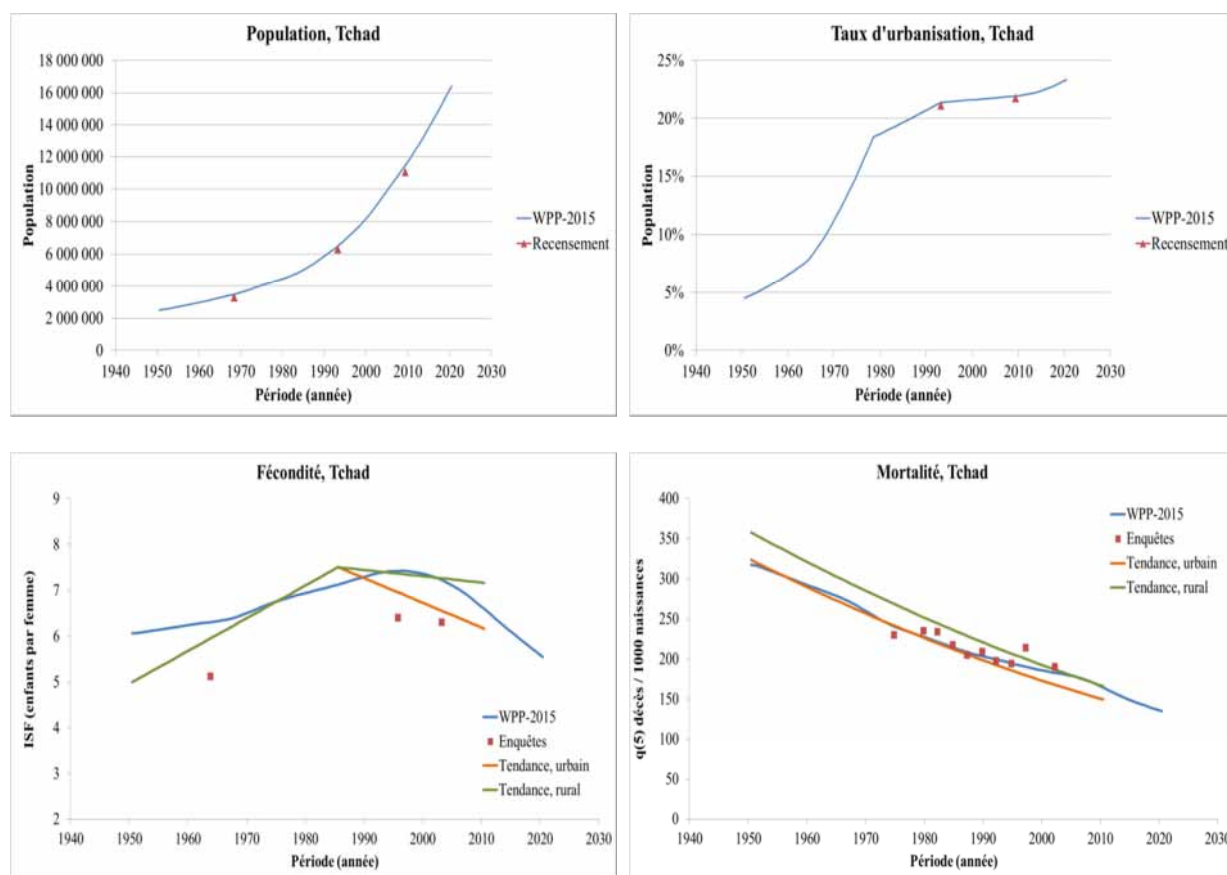 Population, Tchad
18 000 000
16 000 000
14 000 000
12 000 000
10 000 000
8 000 000
6 000 000
4 000 000
2 000 000
0
1940 1950 1960 1970 1980 1990 2000 2010 2020 2030
Population
Période (année)
WPP-2015
Recensement
Taux d'urbanisation, Tchad
25%
20%
15%
10%
5%
0%
1940 1950 1960 1970 1980 1990 2000 2010 2020 2030
Population
Période (année)
WPP-2015
Recensement
Fécondité, Tchad
9
8
7
6
5
4
3
2
1940 1950 1960 1970 1980 1990 2000 2010 2020 2030
ISF (enfants par femme)
Période (année)
WPP-2015
Enquêtes
Tendance, urbain
Tendance, rural
Mortalité, Tchad
400
350
300
250
200
150
100
50
0
1940 1950 1960 1970 1980 1990 2000 2010 2020 2030
q(5) décès / 1000 naissances
Période (année)
WPP-2015
Enquêtes
Tendance, urbain
Tendance, rural